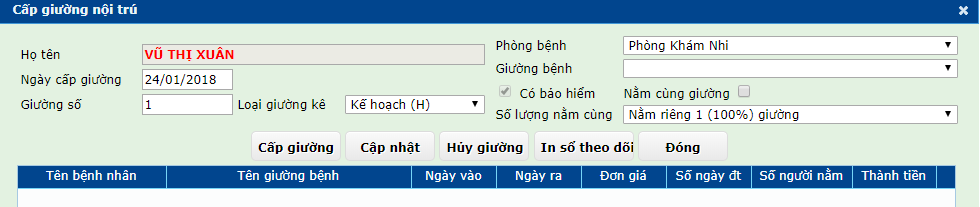 Cấp giường nội trú
Họ tên VŨ THỊ XUÂN Phòng bệnh Phòng Khám Nhi
Ngày cấp giường 24/01/2018 Giường bệnh
Giường số 1 Loại giường kê Kế hoạch (H) Có bảo hiểm Nằm cùng giường
Số lượng nằm cùng Nằm riêng 1 (100%) giường
Cấp giường Cập nhật Hủy giường In sổ theo dõi Đóng
Tên bệnh nhân Tên giường bệnh Ngày vào Ngày ra Đơn giá Số ngày đt Số người nằm Thành tiền